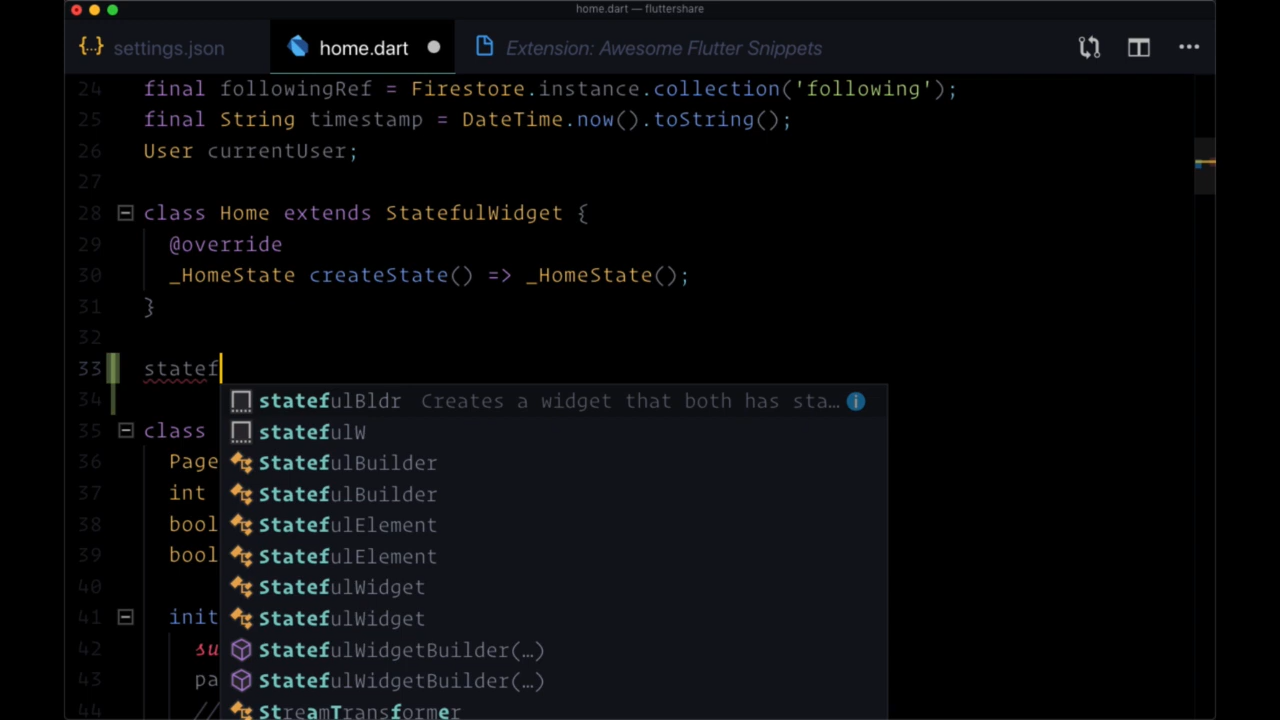 home.dart — fluttershare
{..} settings.json home.dart Extension: Awesome Flutter Snippets
24 final followingRef = Firestore.instance.collection('following');
25 final String timestamp = DateTime.now().toString();
26 User currentUser;
27
28 class Home extends StatefulWidget {
29 @override
30 _HomeState createState() => _HomeState();
31 }
32
33 statef
34 statefulBldr Creates a widget that both has sta…
35 class statefulW
36 Page StatefulBuilder
37 int StatefulBuilder
38 bool StatefulElement
39 bool StatefulElement
40 StatefulWidget
41 init StatefulWidget
42 su StatefulWidgetBuilder(…)
43 pa StatefulWidgetBuilder(…)
44 // StreamTransformer